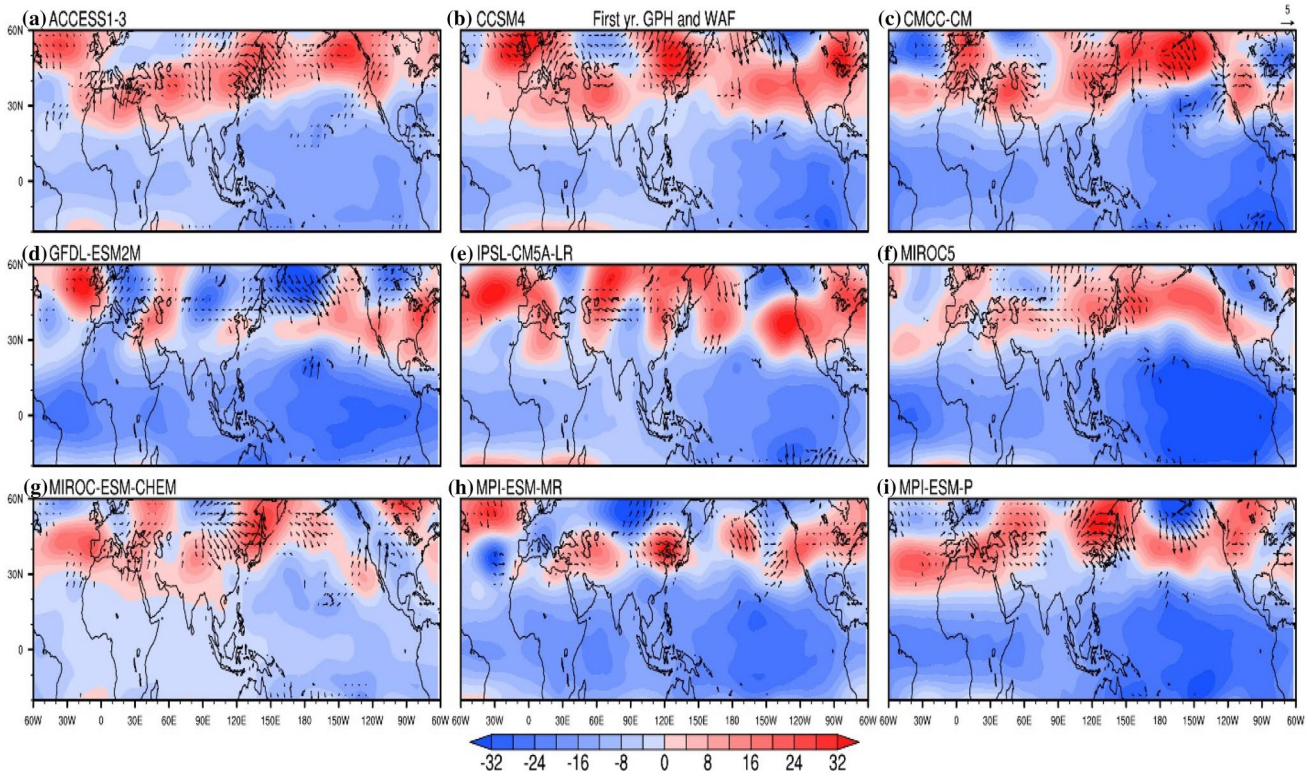 (a) ACCESS1-3
(b) CCSM4 First yr. GPH and WAF
(c) CMCC-CM 5
60N
30N
0
(d) GFDL-ESM2M
(e) IPSL-CM5A-LR
(f) MIROC5
60N
30N
0
(g) MIROC-ESM-CHEM
(h) MPI-ESM-MR
(i) MPI-ESM-P
60N
30N
0
60W 30W 0 30E 60E 90E 120E 150E 180 150W 120W 90W 60W
60W 30W 0 30E 60E 90E 120E 150E 180 150W 120W 90W 60W
60W 30W 0 30E 60E 90E 120E 150E 180 150W 120W 90W 60W
-32 -24 -16 -8 0 8 16 24 32